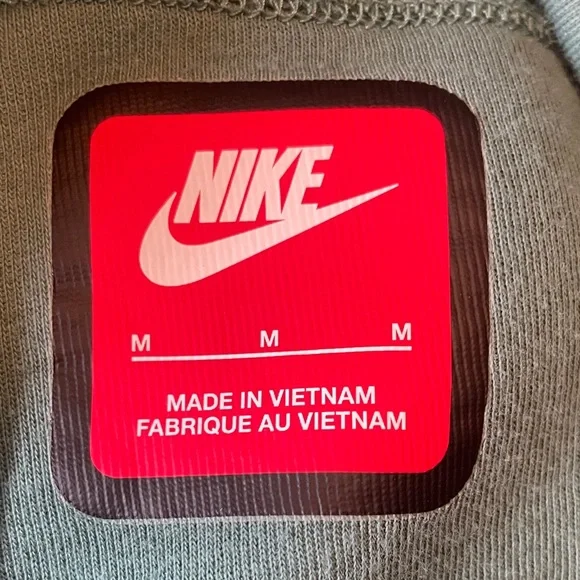 NIKE
M M M
MADE IN VIETNAM
FABRIQUE AU VIETNAM